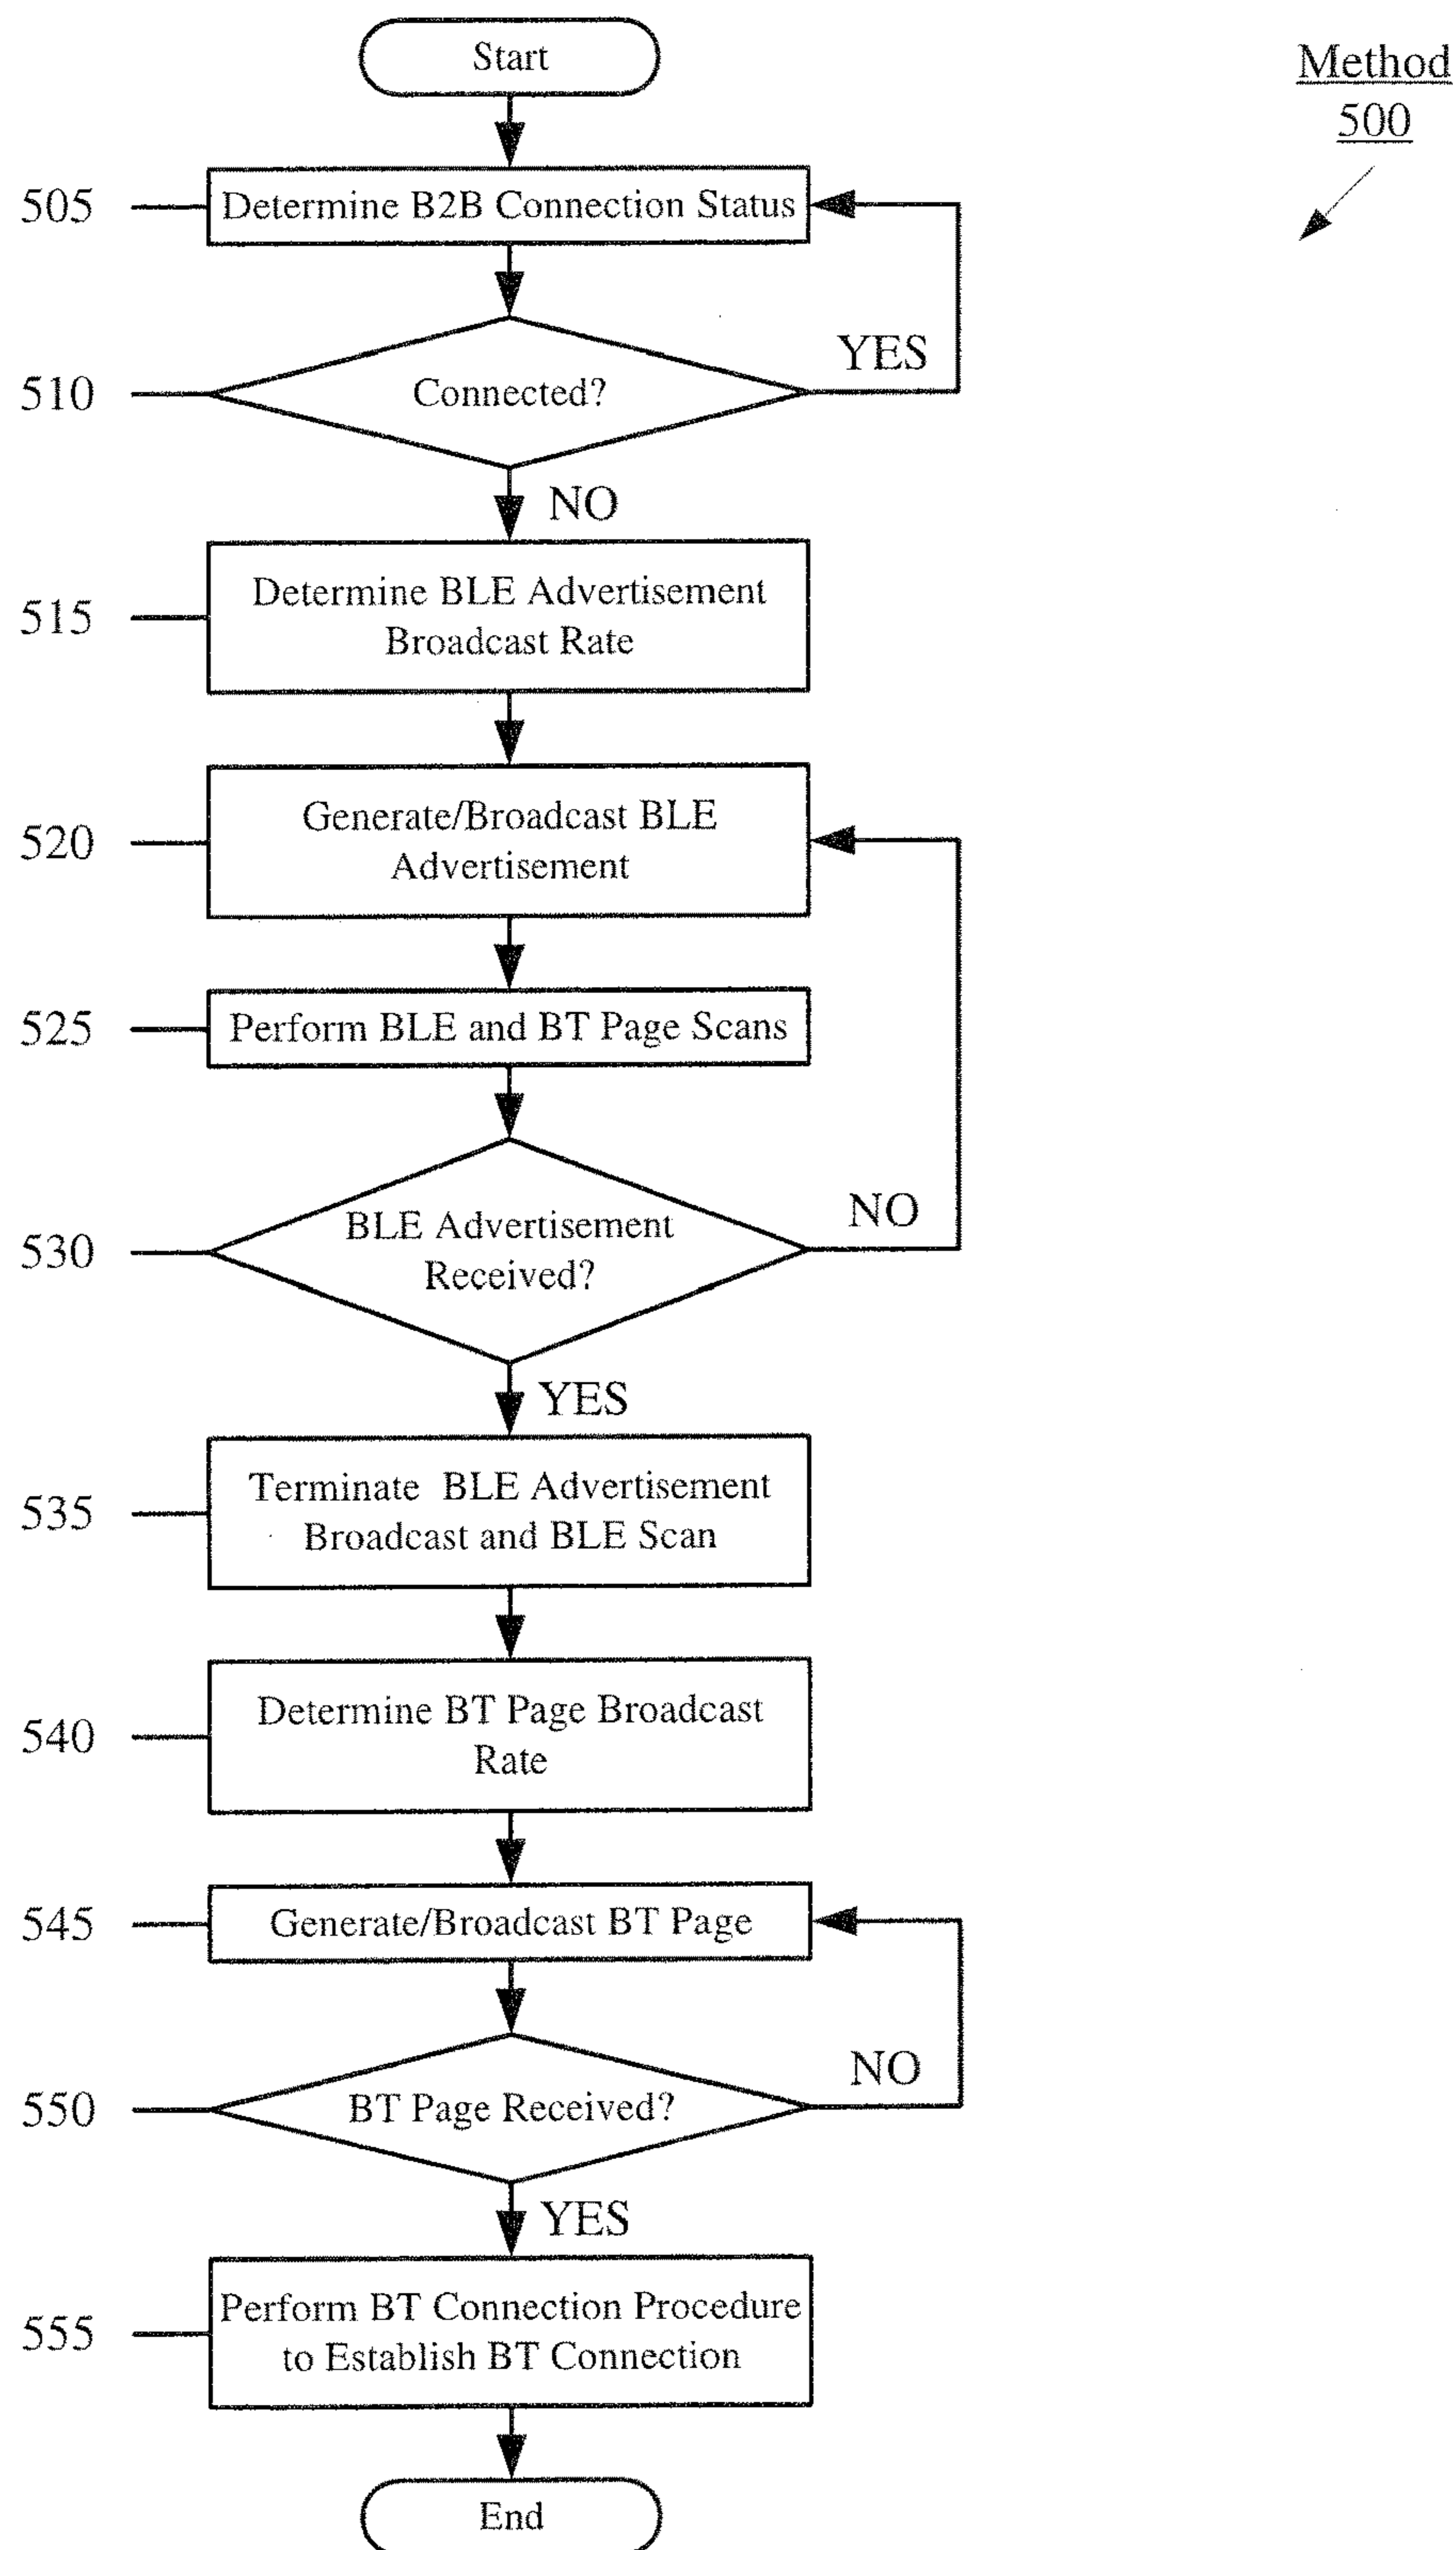 Start
Method
500
505
Determine B2B Connection Status
YES
510
Connected?
NO
515
Determine BLE Advertisement
Broadcast Rate
520
Generate/Broadcast BLE
Advertisement
525
Perform BLE and BT Page Scans
NO
530
BLE Advertisement
Received?
YES
535
Terminate BLE Advertisement
Broadcast and BLE Scan
540
Determine BT Page Broadcast
Rate
545
Generate/Broadcast BT Page
NO
550
BT Page Received?
YES
555
Perform BT Connection Procedure
to Establish BT Connection
End